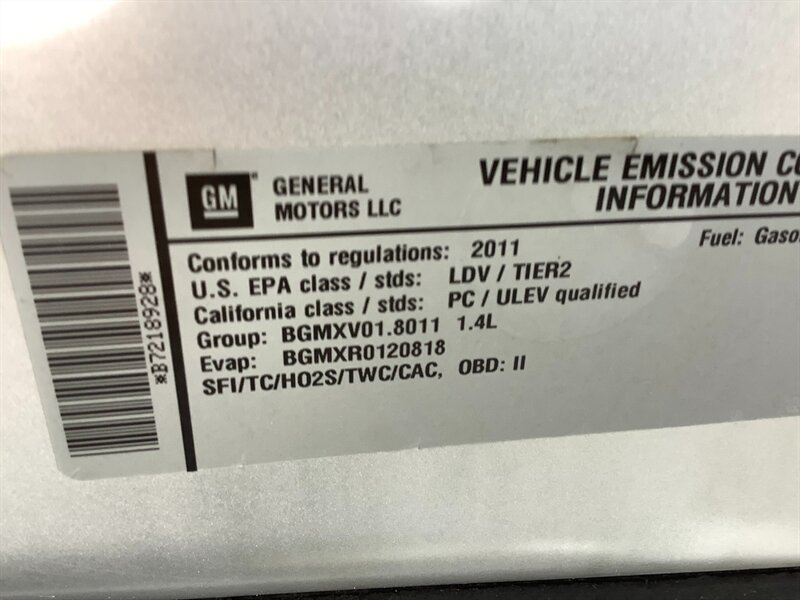 *B7218928*
GM GENERAL
MOTORS LLC
VEHICLE EMISSION
INFORMATION
Conforms to regulations: 2011
Fuel:
U.S. EPA class / stds: LDV / TIER2
California class / stds: PC / ULEV qualified
Group: BGMXV01.8011 1.4L
Evap: BGMXR0120818
SFI/TC/HO2S/TWC/CAC, OBD: II